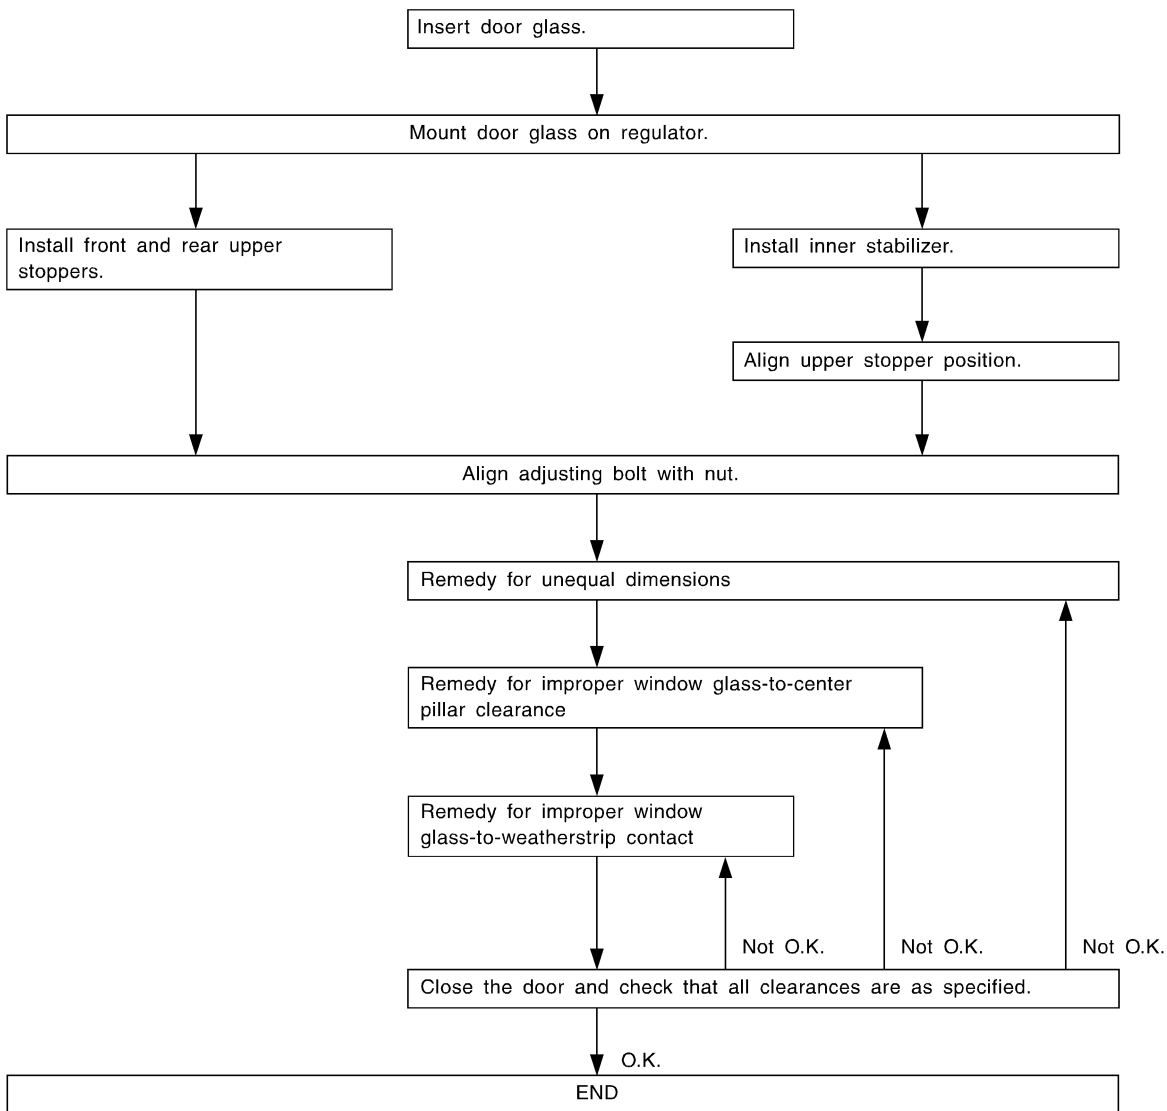 Insert door glass.
Mount door glass on regulator.
Install front and rear upper
stoppers.
Install inner stabilizer.
Align upper stopper position.
Align adjusting bolt with nut.
Remedy for unequal dimensions
Remedy for improper window glass-to-center
pillar clearance
Remedy for improper window
glass-to-weatherstrip contact
Not O.K.
Not O.K.
Not O.K.
Close the door and check that all clearances are as specified.
O.K.
END